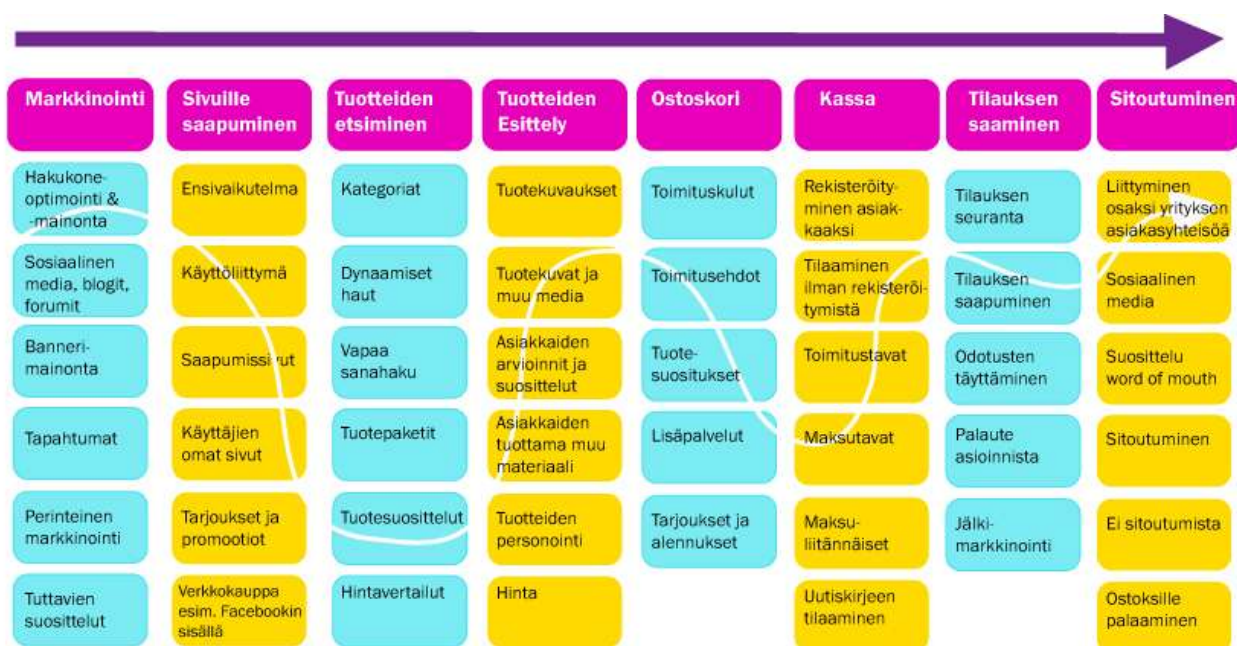 Markkinointi
Sivuille
saapuminen
Tuotteiden
etsiminen
Tuotteiden
Esittely
Ostoskori
Kassa
Tilauksen
saaminen
Sitoutuminen
Hakukone-
optimointi &
-mainonta
Sosiaalinen
media, blogit,
forumit
Banneri-
mainonta
Tapahtumat
Perinteinen
markkinointi
Tuttavien
suosittelut
Ensivaikutelma
Käyttöliittymä
Saapumissivut
Käyttäjien
omat sivut
Tarjoukset ja
promootiot
Verkkokauppa
esim. Facebookin
sisällä
Kategoriat
Dynaamiset
haut
Vapaa
sanahaku
Tuotepaketit
Tuotesuosittelut
Hintavertailut
Tuotekuvaukset
Tuotekuvat ja
muu media
Asiakkaiden
arvioinnit ja
suosittelut
Asiakkaiden
tuottama muu
materiaali
Tuotteiden
personointi
Hinta
Toimituskulut
Toimitusehdot
Tuote-
suositukset
Lisäpalvelut
Tarjoukset ja
alennukset
Rekisteröity-
minen asiak-
kaaksi
Tilaaminen
ilman rekisteröi-
tymistä
Toimitustavat
Maksutavat
Maksu-
liitännäiset
Uutiskirjeen
tilaaminen
Tilauksen
seuranta
Tilauksen
saapuminen
Odotusten
täyttäminen
Palaute
asioinnista
Jälki-
markkinointi
Liittyminen
osaksi yrityksen
asiakasyhteisöä
Sosiaalinen
media
Suosittelu
word of mouth
Sitoutuminen
Ei sitoutumista
Ostoksille
palaaminen